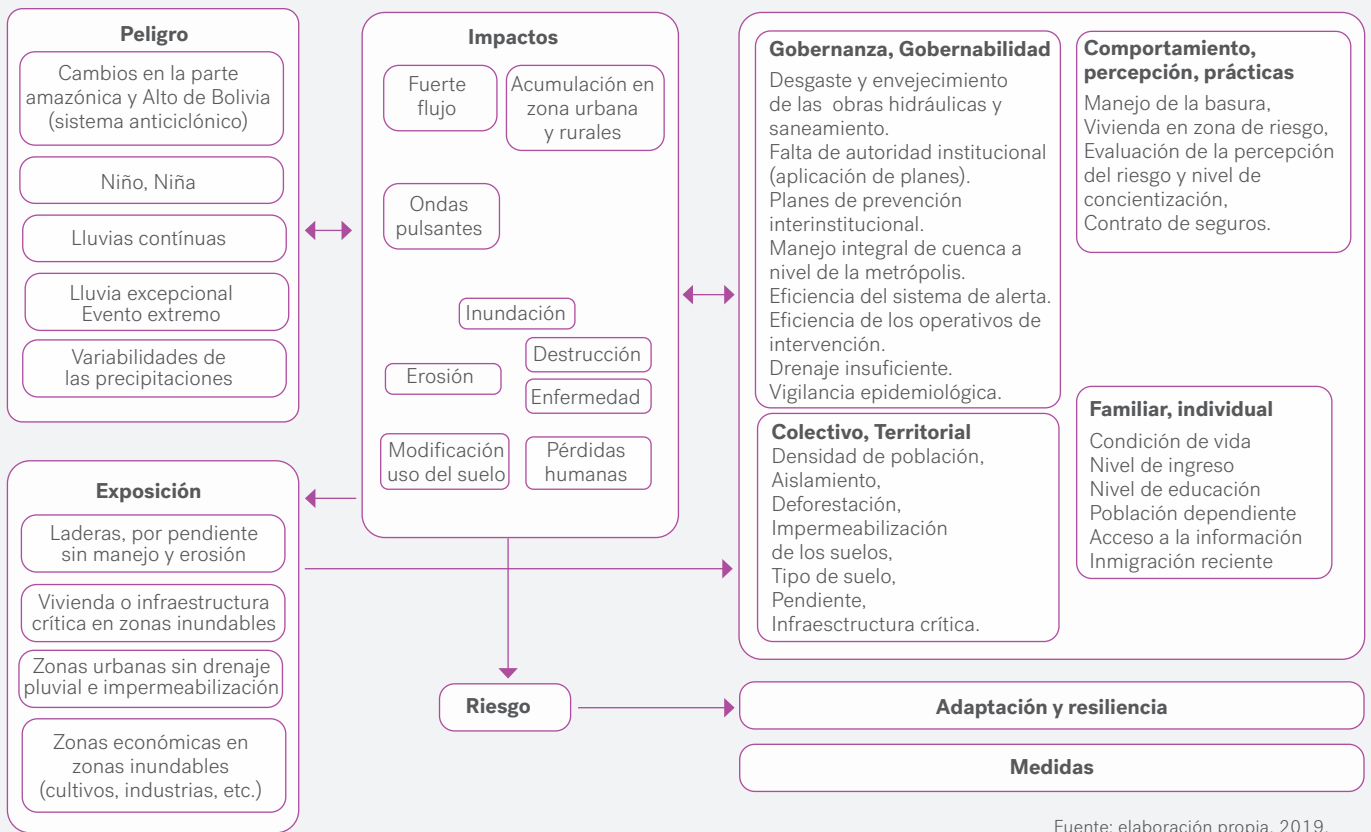 Peligro
Cambios en la parte
amazónica y Alto de Bolivia
(sistema anticiclónico)
Niño, Niña
Lluvias contínuas
Lluvia excepcional
Evento extremo
Variabilidades de
las precipitaciones
Exposición
Laderas, por pendiente
sin manejo y erosión
Vivienda o infraestructura
crítica en zonas inundables
Zonas urbanas sin drenaje
pluvial e impermeabilización
Zonas económicas en
zonas inundables
(cultivos, industrias, etc.)
Impactos
Fuerte
flujo
Acumulación en
zona urbana
y rurales
Ondas
pulsantes
Inundación
Destrucción
Erosión
Enfermedad
Modificación
uso del suelo
Pérdidas
humanas
Riesgo
Gobernanza, Gobernabilidad
Desgaste y envejecimiento
de las obras hidráulicas y
saneamiento.
Falta de autoridad institucional
(aplicación de planes).
Planes de prevención
interinstitucional.
Manejo integral de cuenca a
nivel de la metrópolis.
Eficiencia del sistema de alerta.
Eficiencia de los operativos de
intervención.
Drenaje insuficiente.
Vigilancia epidemiológica.
Comportamiento,
percepción, prácticas
Manejo de la basura,
Vivienda en zona de riesgo,
Evaluación de la percepción
del riesgo y nivel de
concientización,
Contrato de seguros.
Colectivo, Territorial
Densidad de población,
Aislamiento,
Deforestación,
Impermeabilización
de los suelos,
Tipo de suelo,
Pendiente,
Infraesctructura crítica.
Familiar, individual
Condición de vida
Nivel de ingreso
Nivel de educación
Población dependiente
Acceso a la información
Inmigración reciente
Adaptación y resiliencia
Medidas
Fuente: elaboración propia, 2019.